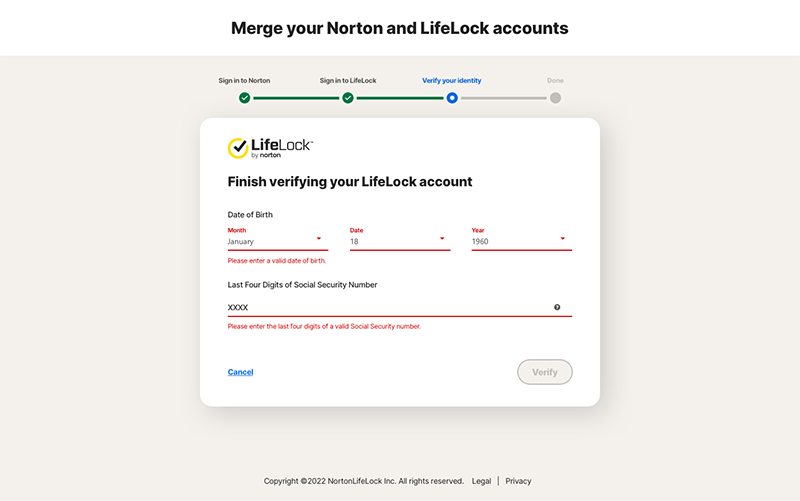 Merge your Norton and LifeLock accounts
Sign in to Norton Sign in to LifeLock Verify your identity Done
LifeLock™
by norton
Finish verifying your LifeLock account
Date of Birth
Month Date Year
January 18 1960
Please enter a valid date of birth.
Last Four Digits of Social Security Number
XXXX
Please enter the last four digits of a valid Social Security number.
Cancel Verify
Copyright ©2022 NortonLifeLock Inc. All rights reserved. Legal | Privacy